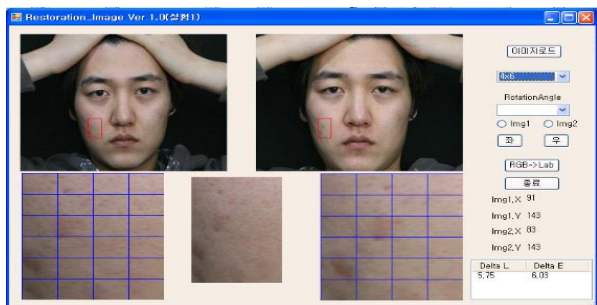 Restoration_Image Ver 1.0(실험1)
이미지로드
4x6
RotationAngle
Img1 Img2
좌 우
RGB->Lab
종료
Img1,X 91
Img1,Y 143
Img2,X 83
Img2,Y 143
Delta L Delta E
5,75 6,03